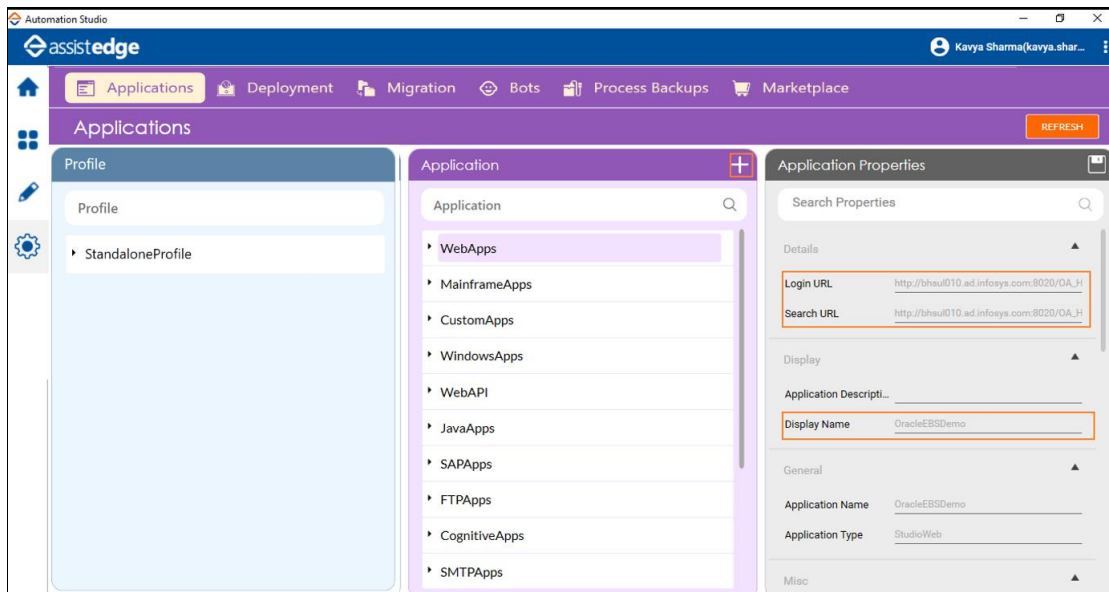 Automation Studio
assistedge
Kavya Sharma(kavya.shar...
Applications Deployment Migration Bots Process Backups Marketplace
Applications
REFRESH
Profile
Profile
StandaloneProfile
Application
Application
WebApps
MainframeApps
CustomApps
WindowsApps
WebAPI
JavaApps
SAPApps
FTPApps
CognitiveApps
SMTPApps
Application Properties
Search Properties
Details
Login URL http://bhsul010.ad.infosys.com:8020/OA_H
Search URL http://bhsul010.ad.infosys.com:8020/OA_H
Display
Application Descripti...
Display Name OracleEBSDemo
General
Application Name OracleEBSDemo
Application Type StudioWeb
Misc